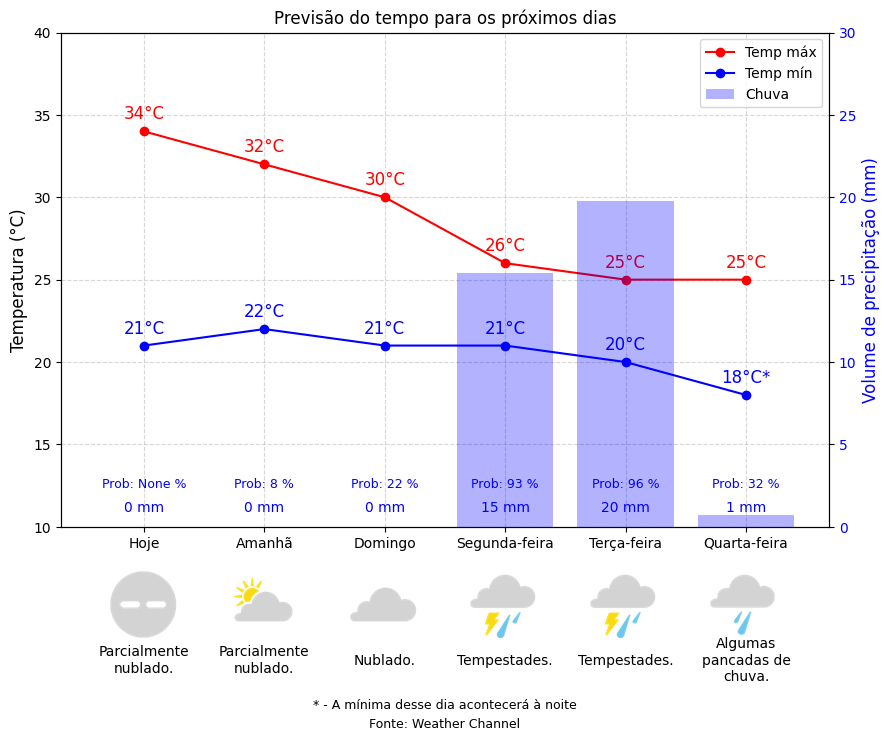 Previsão do tempo para os próximos dias
40
35
30
25
20
15
10
Temperatura (°C)
30
25
20
15
10
5
0
Volume de precipitação (mm)
Temp máx
Temp mín
Chuva
34°C
32°C
30°C
26°C
25°C
25°C
21°C
22°C
21°C
21°C
20°C
18°C*
Prob: None %
Prob: 8 %
Prob: 22 %
Prob: 93 %
Prob: 96 %
Prob: 32 %
0 mm
0 mm
0 mm
15 mm
20 mm
1 mm
Hoje
Amanhã
Domingo
Segunda-feira
Terça-feira
Quarta-feira
Parcialmente
nublado.
Parcialmente
nublado.
Nublado.
Tempestades.
Tempestades.
Algumas
pancadas de
chuva.
* - A mínima desse dia acontecerá à noite
Fonte: Weather Channel